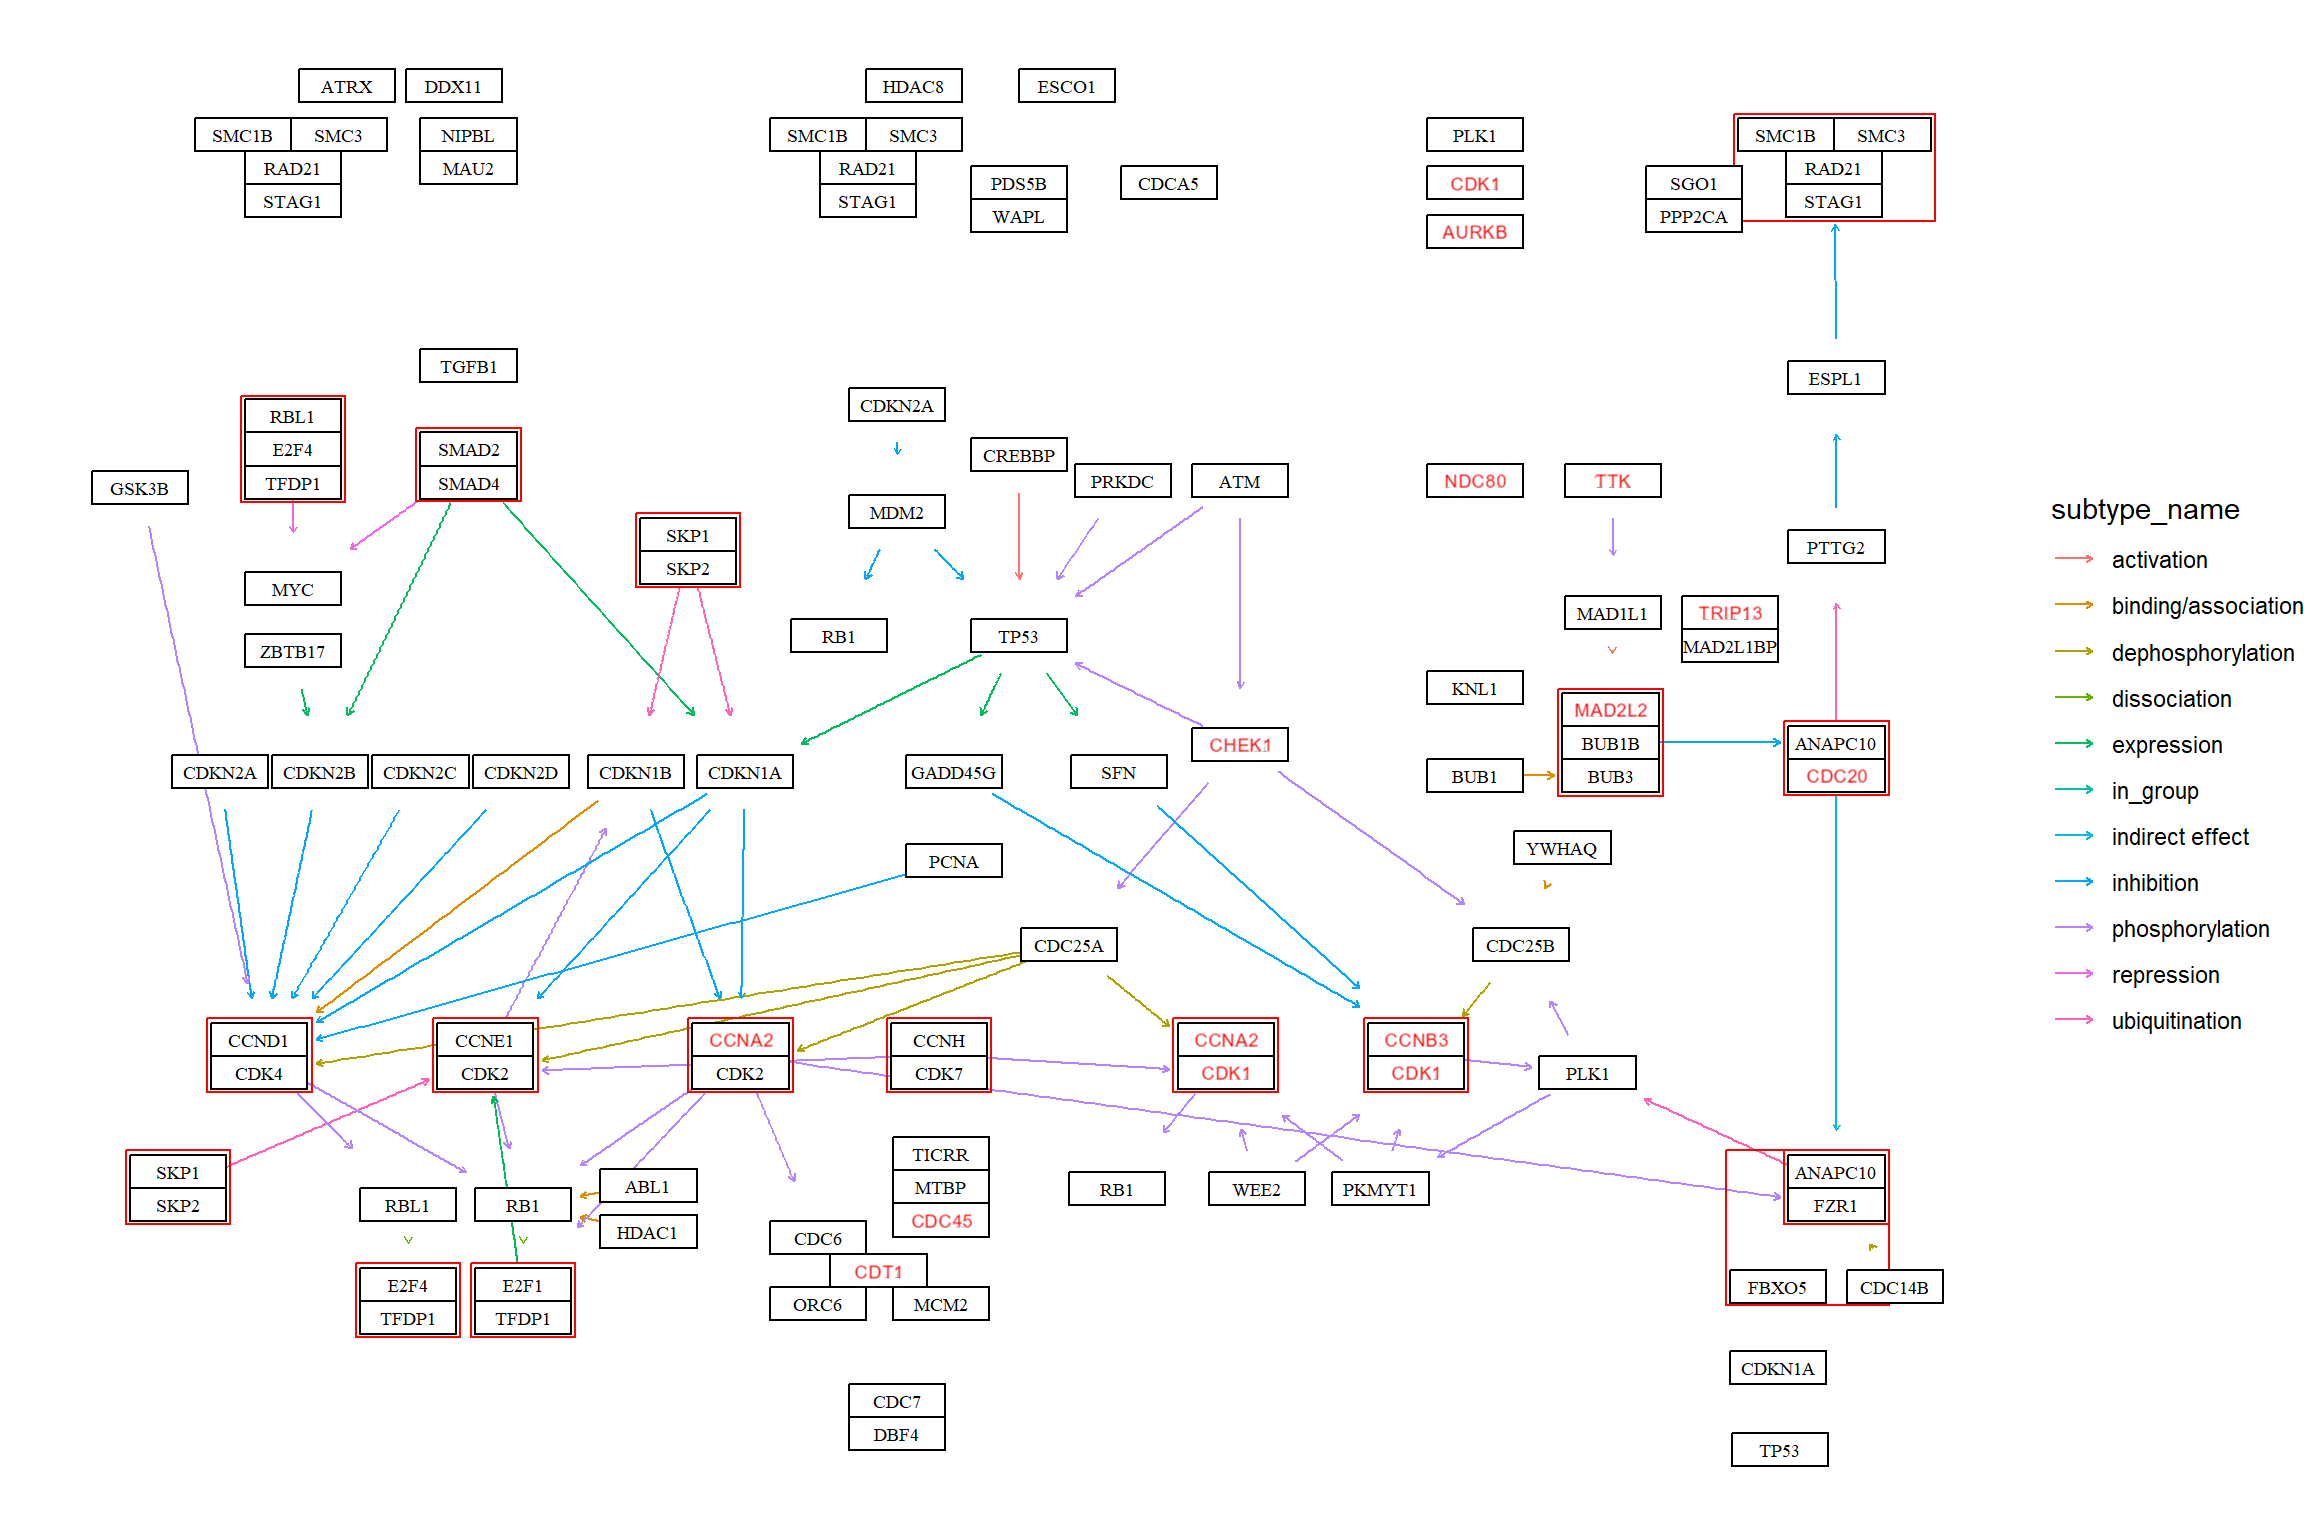 ATRX
DDX11
HDAC8
ESCO1
SMC1B SMC3
RAD21
STAG1
NIPBL
MAU2
SMC1B SMC3
RAD21
STAG1
PDS5B
WAPL
CDCA5
PLK1
CDK1
AURKB
SGO1
PPP2CA
SMC1B SMC3
RAD21
STAG1
TGFB1
ESPL1
RBL1
E2F4
TFDP1
SMAD2
SMAD4
CDKN2A
CREBBP
PRKDC
ATM
NDC80
TTK
GSK3B
MDM2
SKP1
SKP2
PTTG2
MYC
ZBTB17
RB1
TP53
MAD1L1
TRIP13
MAD2L1BP
KNL1
MAD2L2
BUB1B
BUB3
BUB1
ANAPC10
CDC20
CHEK1
CDKN2A
CDKN2B
CDKN2C
CDKN2D
CDKN1B
CDKN1A
GADD45G
SFN
PCNA
YWHAQ
CDC25A
CDC25B
CCND1
CDK4
CCNE1
CDK2
CCNA2
CDK2
CCNH
CDK7
CCNA2
CDK1
CCNB3
CDK1
PLK1
SKP1
SKP2
RBL1
RB1
ABL1
HDAC1
TICRR
MTBP
CDC45
RB1
WEE2
PKMYT1
ANAPC10
FZR1
CDC6
CDT1
ORC6
MCM2
E2F4
TFDP1
E2F1
TFDP1
FBXO5
CDC14B
CDKN1A
CDC7
DBF4
TP53
subtype_name
activation
binding/association
dephosphorylation
dissociation
expression
in_group
indirect effect
inhibition
phosphorylation
repression
ubiquitination